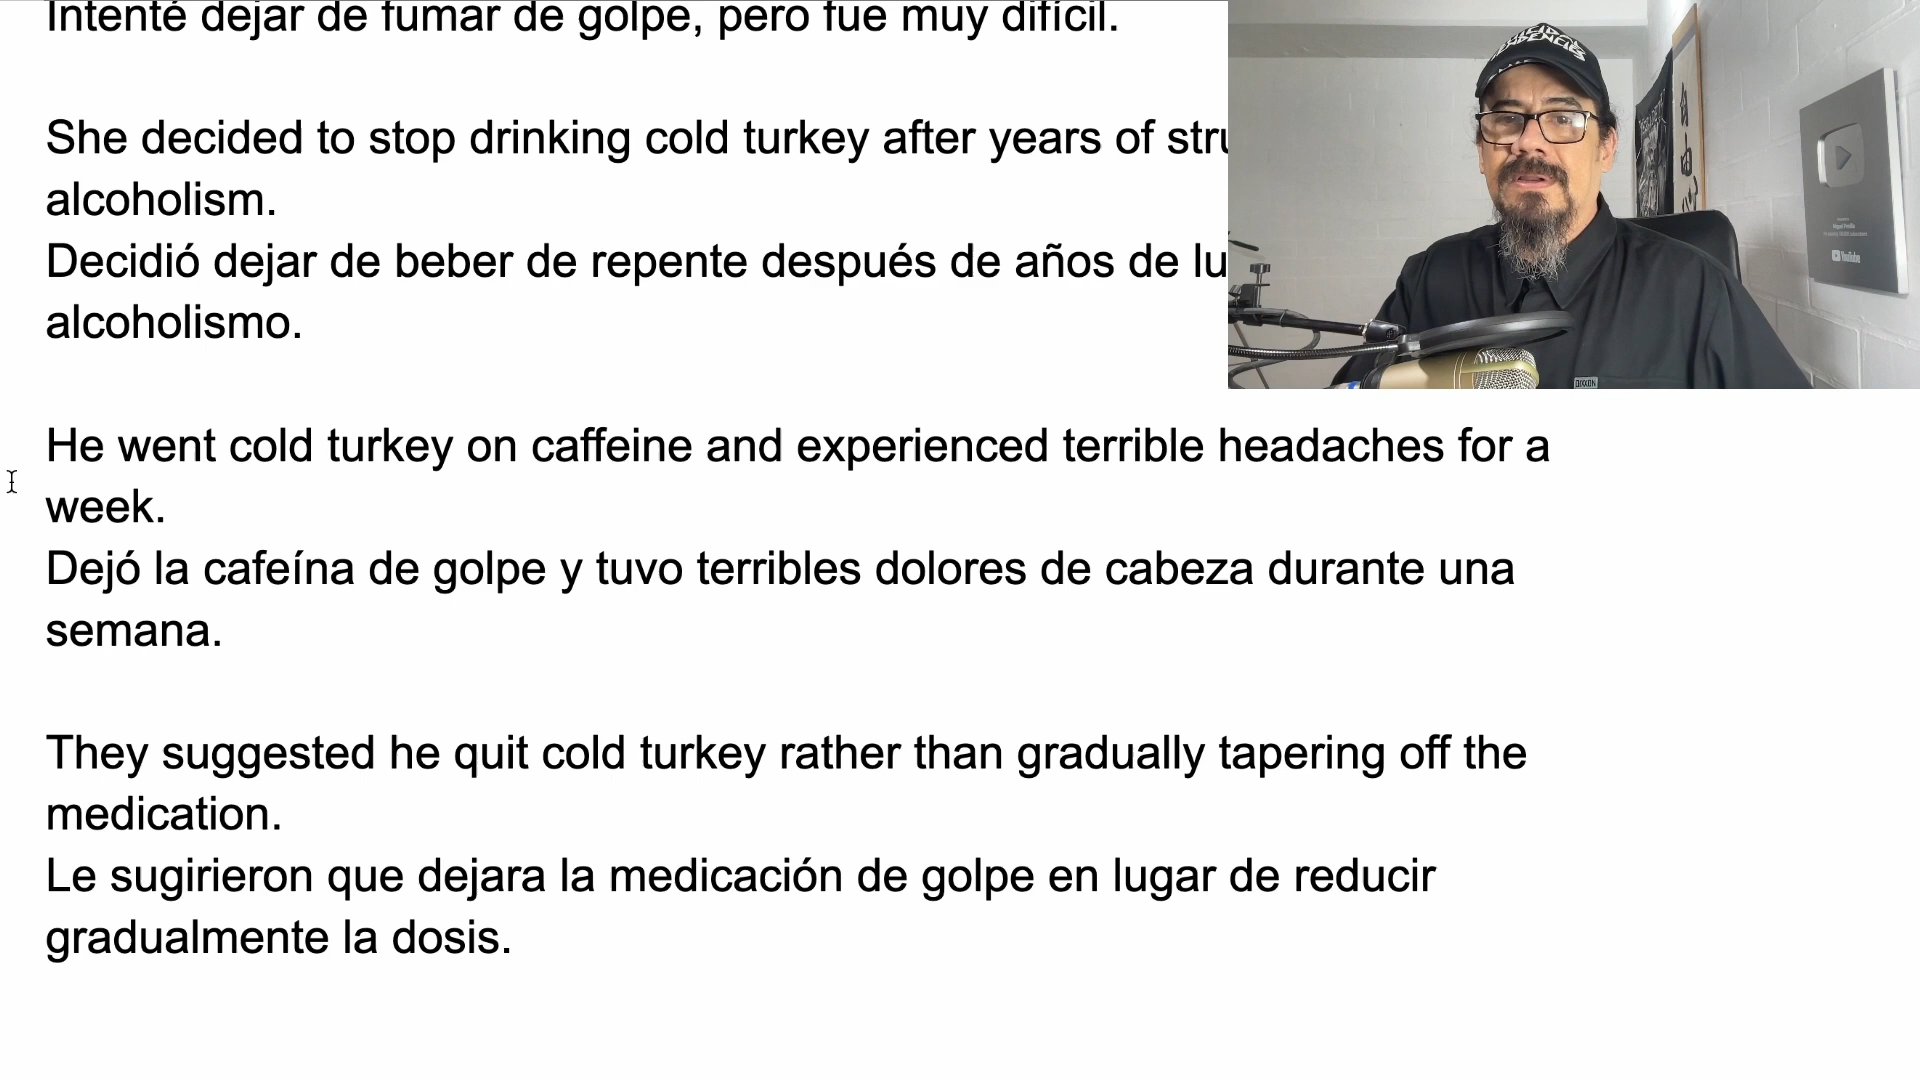 Intenté dejar de fumar de golpe, pero fue muy difícil.
She decided to stop drinking cold turkey after years of
alcoholism.
Decidió dejar de beber de repente después de años de
alcoholismo.
He went cold turkey on caffeine and experienced terrible headaches for a
week.
Dejó la cafeína de golpe y tuvo terribles dolores de cabeza durante una
semana.
They suggested he quit cold turkey rather than gradually tapering off the
medication.
Le sugirieron que dejara la medicación de golpe en lugar de reducir
gradualmente la dosis.
YouTube
DIXXON